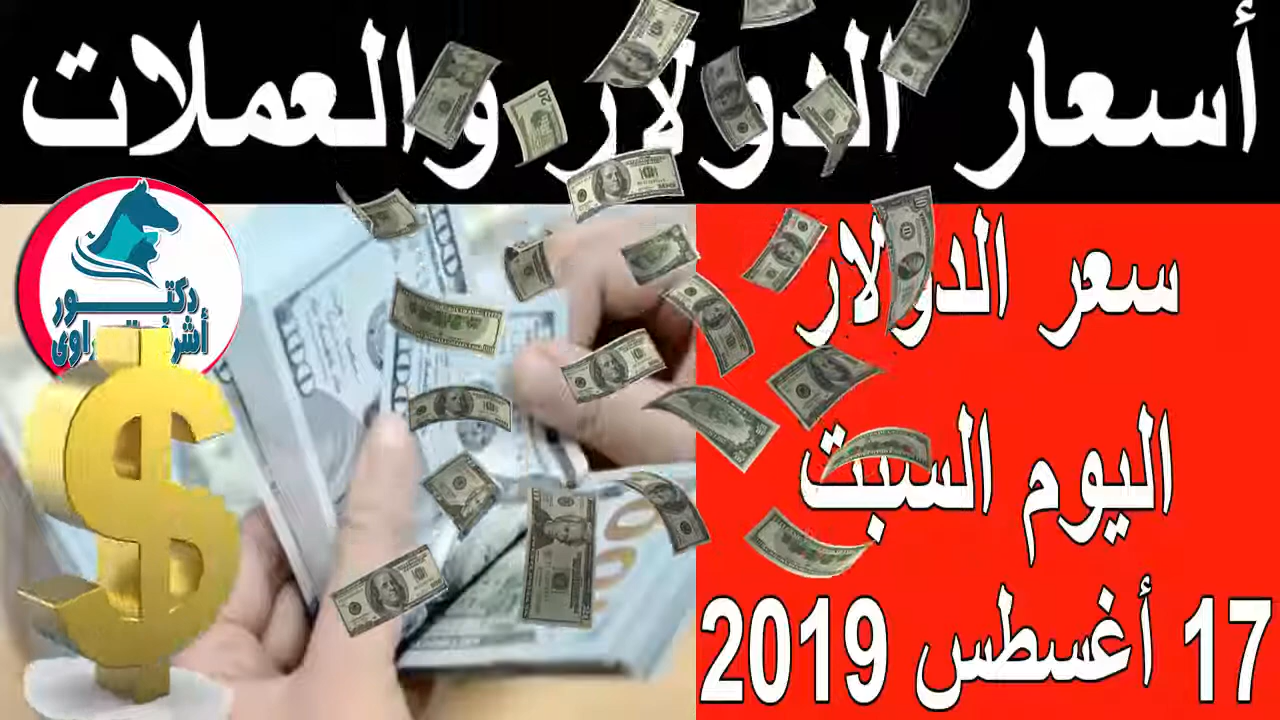 أسعار الدولار والعملات
دكتور
سعر الدولار
اليوم السبت
17 أغسطس 2019